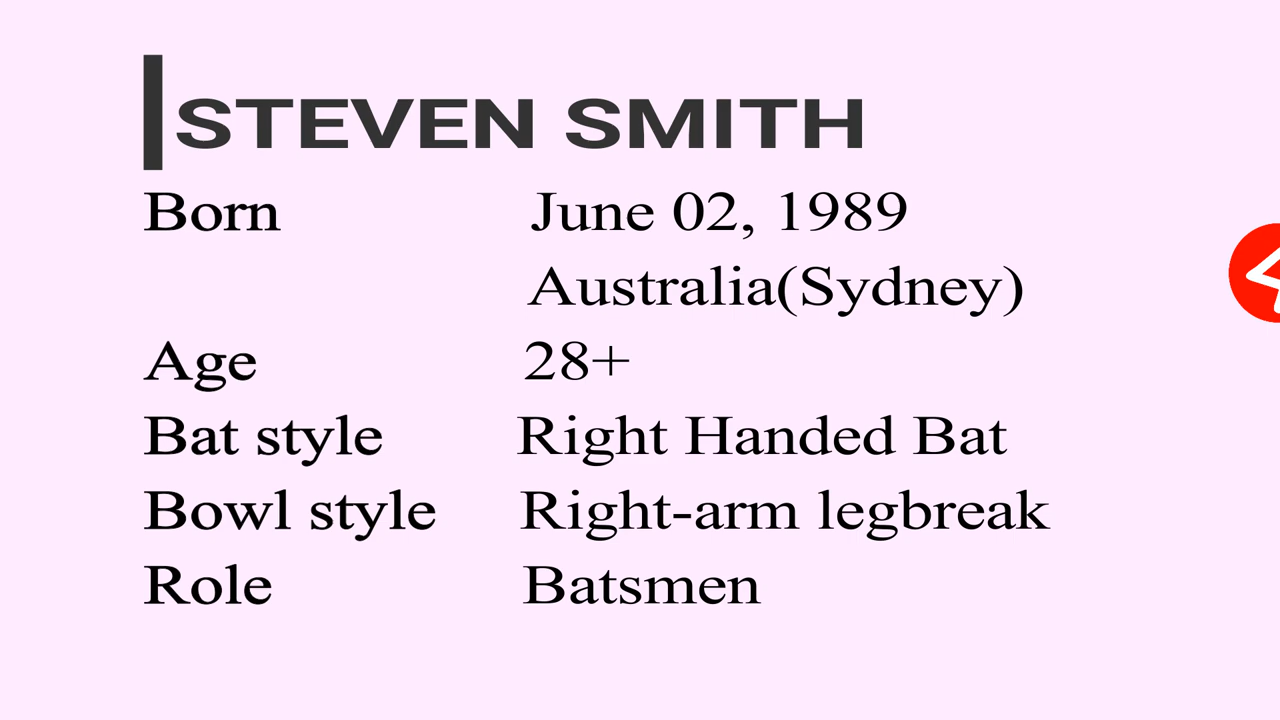 STEVEN SMITH
Born June 02, 1989
Australia(Sydney)
Age 28+
Bat style Right Handed Bat
Bowl style Right-arm legbreak
Role Batsmen